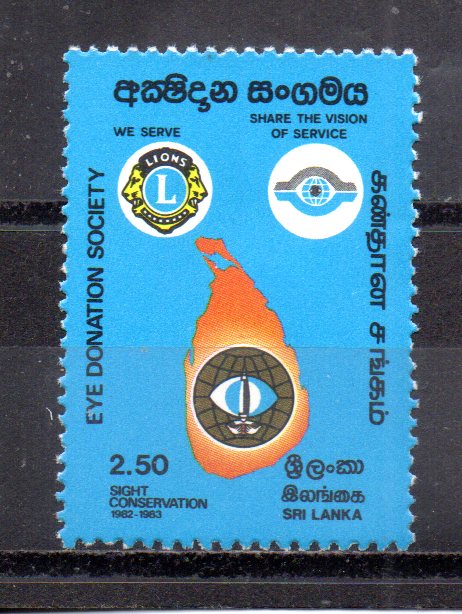 අක්‍ෂිදාන සංගමය
WE SERVE
SHARE THE VISION
OF SERVICE
LIONS
L
EYE DONATION SOCIETY
கண்தான சங்கம்
2.50
SIGHT
CONSERVATION
1982-1983
ශ්‍රී ලංකා
இலங்கை
SRI LANKA